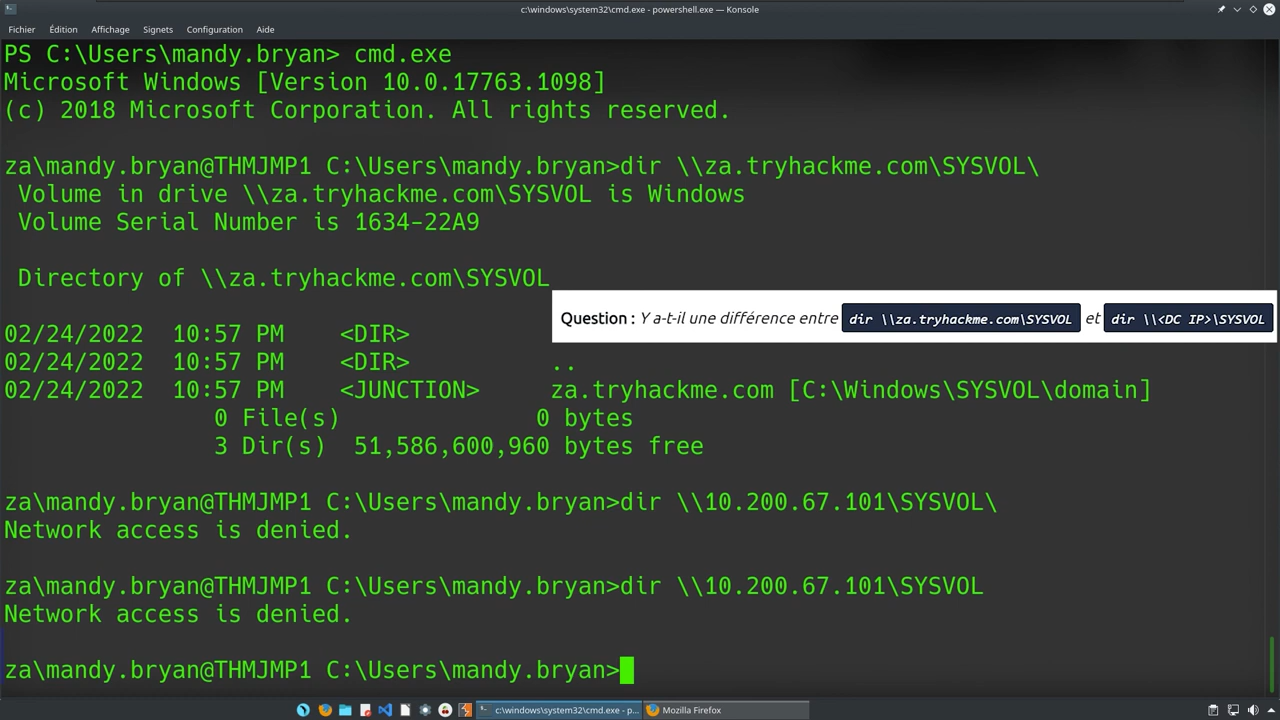 c:\windows\system32\cmd.exe - powershell.exe — Konsole
Fichier Édition Affichage Signets Configuration Aide
PS C:\Users\mandy.bryan> cmd.exe
Microsoft Windows [Version 10.0.17763.1098]
(c) 2018 Microsoft Corporation. All rights reserved.
za\mandy.bryan@THMJMP1 C:\Users\mandy.bryan>dir \\za.tryhackme.com\SYSVOL\
Volume in drive \\za.tryhackme.com\SYSVOL is Windows
Volume Serial Number is 1634-22A9
Directory of \\za.tryhackme.com\SYSVOL
Question : Y a-t-il une différence entre dir \\za.tryhackme.com\SYSVOL et dir \\<DC IP>\SYSVOL
02/24/2022 10:57 PM <DIR>
02/24/2022 10:57 PM <DIR> ..
02/24/2022 10:57 PM <JUNCTION> za.tryhackme.com [C:\Windows\SYSVOL\domain]
0 File(s) 0 bytes
3 Dir(s) 51,586,600,960 bytes free
za\mandy.bryan@THMJMP1 C:\Users\mandy.bryan>dir \\10.200.67.101\SYSVOL\
Network access is denied.
za\mandy.bryan@THMJMP1 C:\Users\mandy.bryan>dir \\10.200.67.101\SYSVOL
Network access is denied.
za\mandy.bryan@THMJMP1 C:\Users\mandy.bryan>
c:\windows\system32\cmd.exe - p... Mozilla Firefox